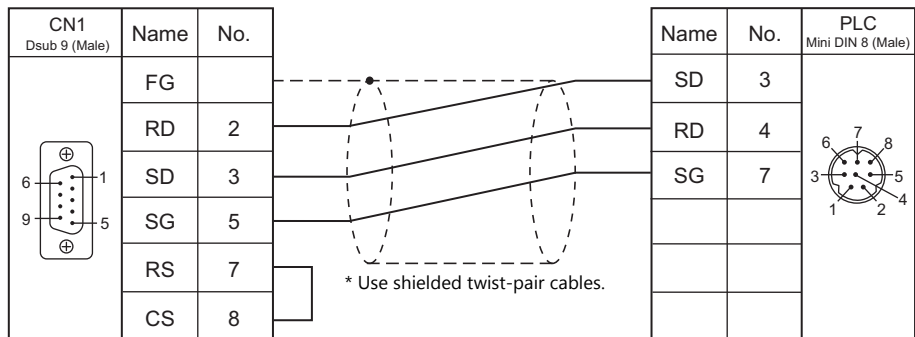 CN1
Dsub 9 (Male)
Name No.
FG
RD 2
SD 3
SG 5
RS 7
CS 8
6
1
9
5
* Use shielded twist-pair cables.
Name No.
PLC
Mini DIN 8 (Male)
SD 3
RD 4
SG 7
7
6 8
3 5
4
1 2